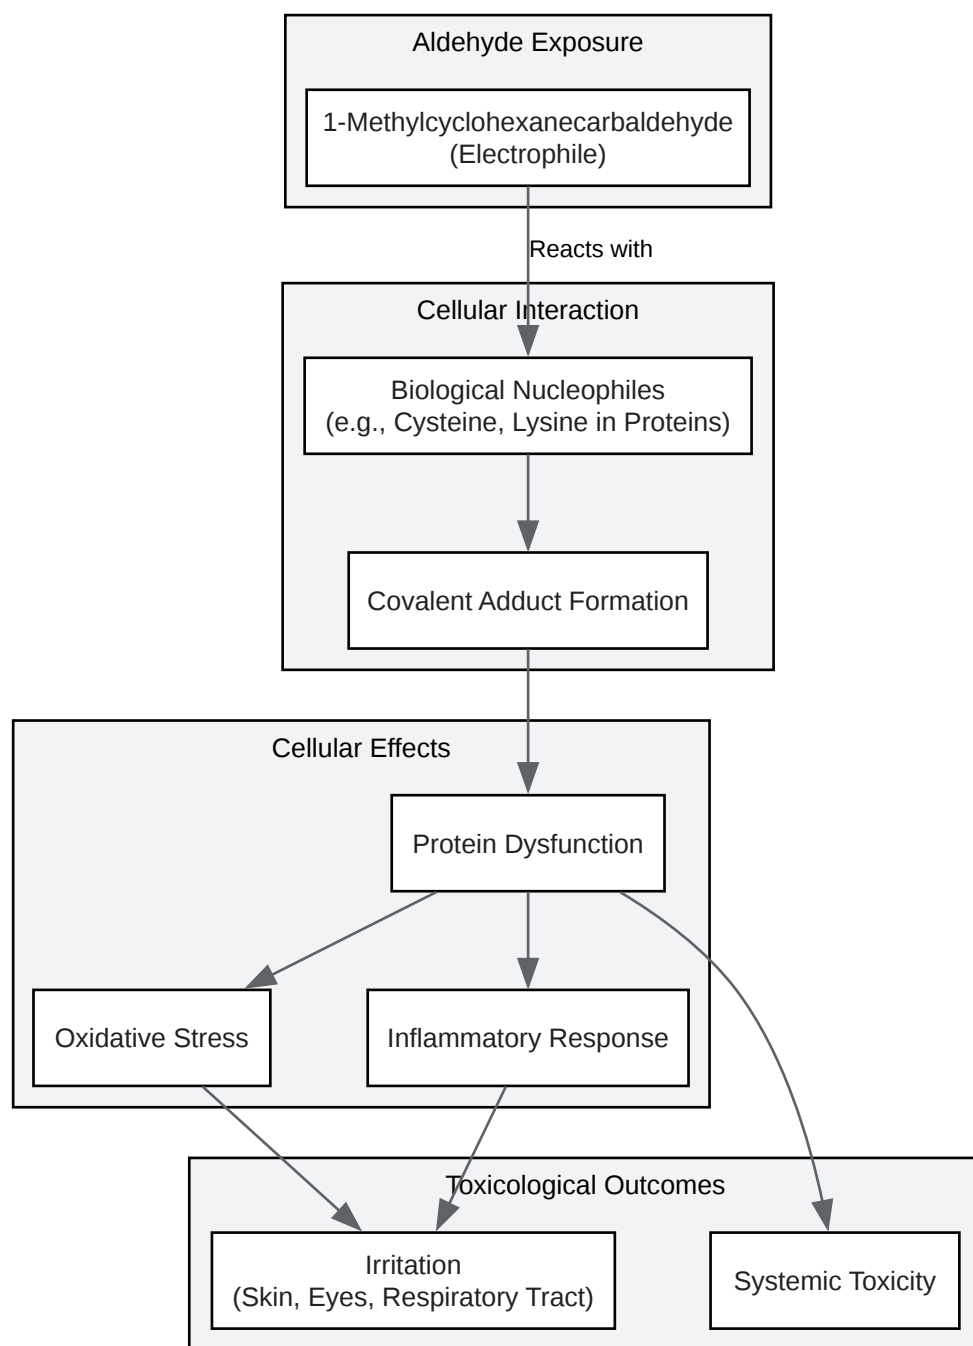 Aldehyde Exposure
1-Methylcyclohexanecarbaldehyde
(Electrophile)
Reacts with
Cellular Interaction
Biological Nucleophiles
(e.g., Cysteine, Lysine in Proteins)
Covalent Adduct Formation
Cellular Effects
Protein Dysfunction
Oxidative Stress
Inflammatory Response
Toxicological Outcomes
Irritation
(Skin, Eyes, Respiratory Tract)
Systemic Toxicity